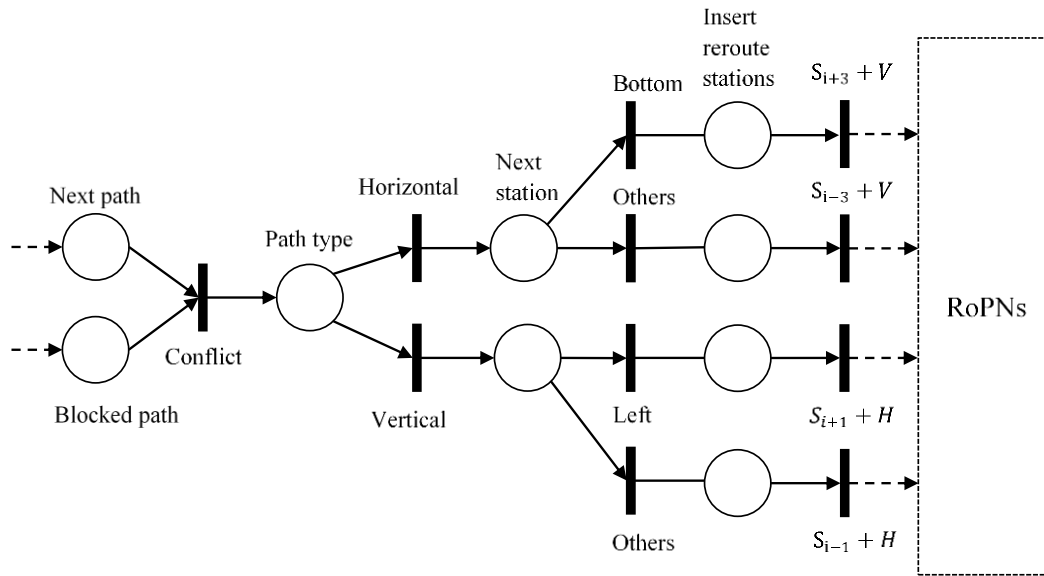 Insert
reroute
stations
S_{i+3} + V
Bottom
Next
station
Others
S_{i−3} + V
Horizontal
Next path
Path type
RoPNs
Conflict
Blocked path
Vertical
Left
S_{i+1} + H
Others
S_{i−1} + H